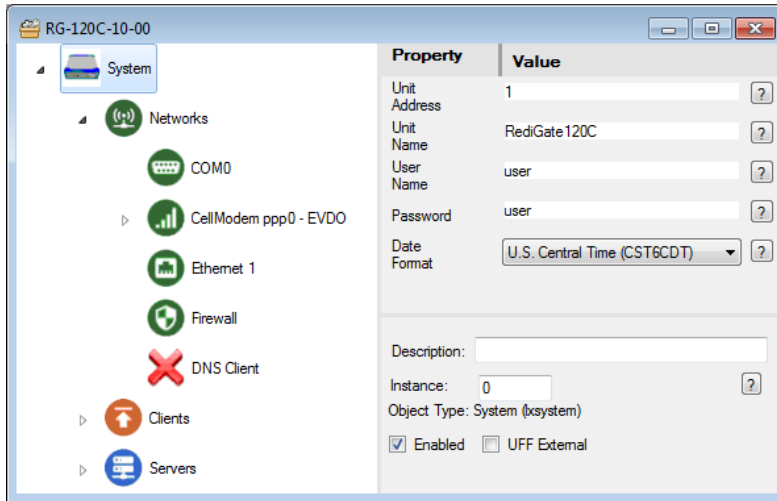 RG-120C-10-00
System
Networks
COM0
CellModem ppp0 - EVDO
Ethernet 1
Firewall
DNS Client
Clients
Servers
Property Value
Unit
Address
1 ?
Unit
Name
RediGate120C ?
User
Name
user ?
Password user ?
Date
Format
U.S. Central Time (CST6CDT) ?
Description:
Instance: 0 ?
Object Type: System (lxsystem)
Enabled UFF External